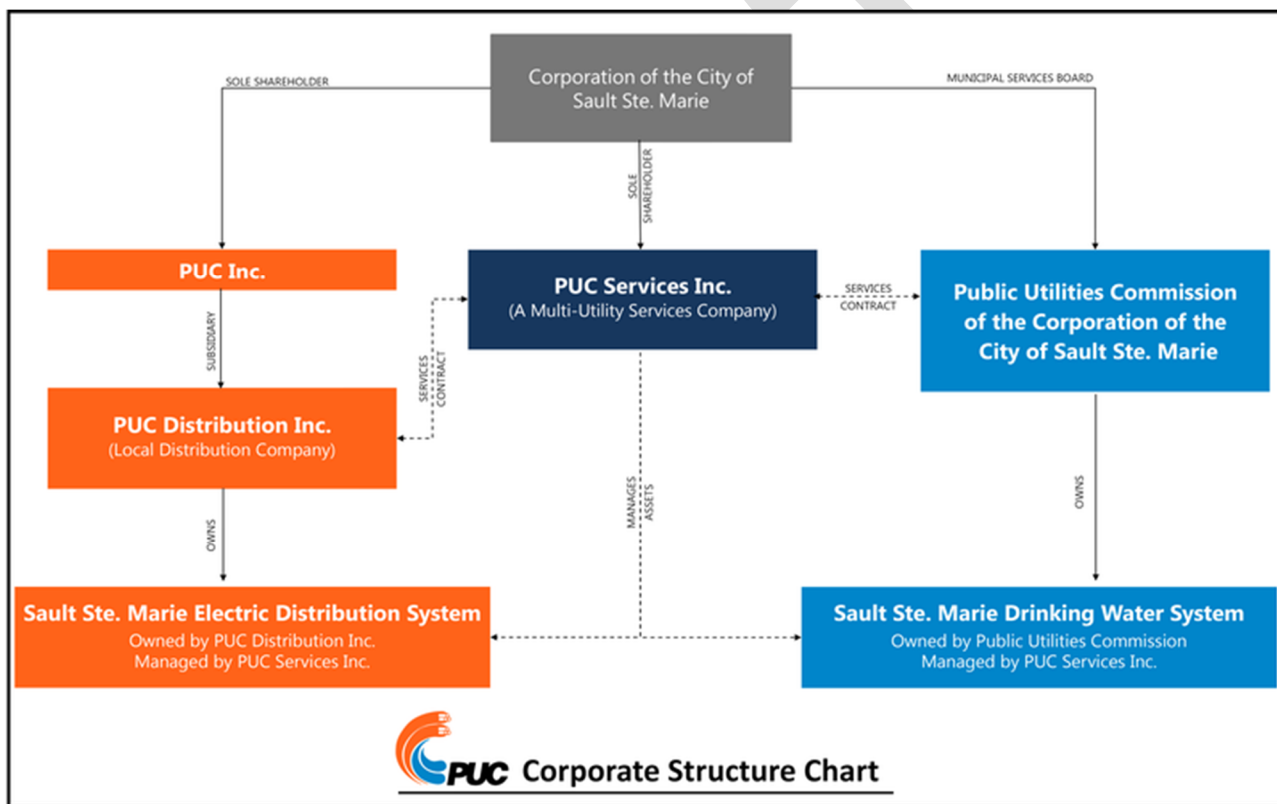 Corporation of the City of
Sault Ste. Marie
SOLE SHAREHOLDER
MUNICIPAL SERVICES BOARD
SOLE
SHAREHOLDER
PUC Inc.
PUC Services Inc.
(A Multi-Utility Services Company)
SERVICES
CONTRACT
Public Utilities Commission
of the Corporation of the
City of Sault Ste. Marie
SUBSIDIARY
SERVICES
CONTRACT
PUC Distribution Inc.
(Local Distribution Company)
OWNS
MANAGES
ASSETS
OWNS
Sault Ste. Marie Electric Distribution System
Owned by PUC Distribution Inc.
Managed by PUC Services Inc.
Sault Ste. Marie Drinking Water System
Owned by Public Utilities Commission
Managed by PUC Services Inc.
PUC Corporate Structure Chart